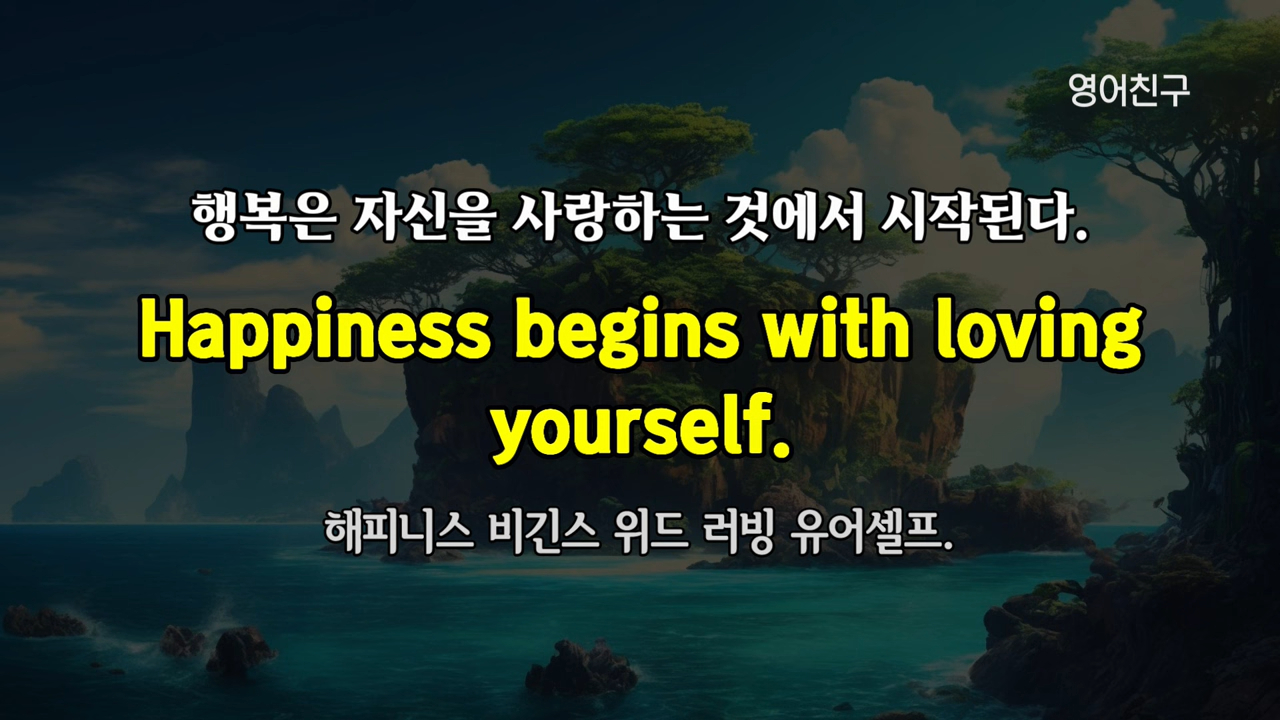 영어친구
행복은 자신을 사랑하는 것에서 시작된다.
Happiness begins with loving
yourself.
해피니스 비긴스 위드 러빙 유어셀프.